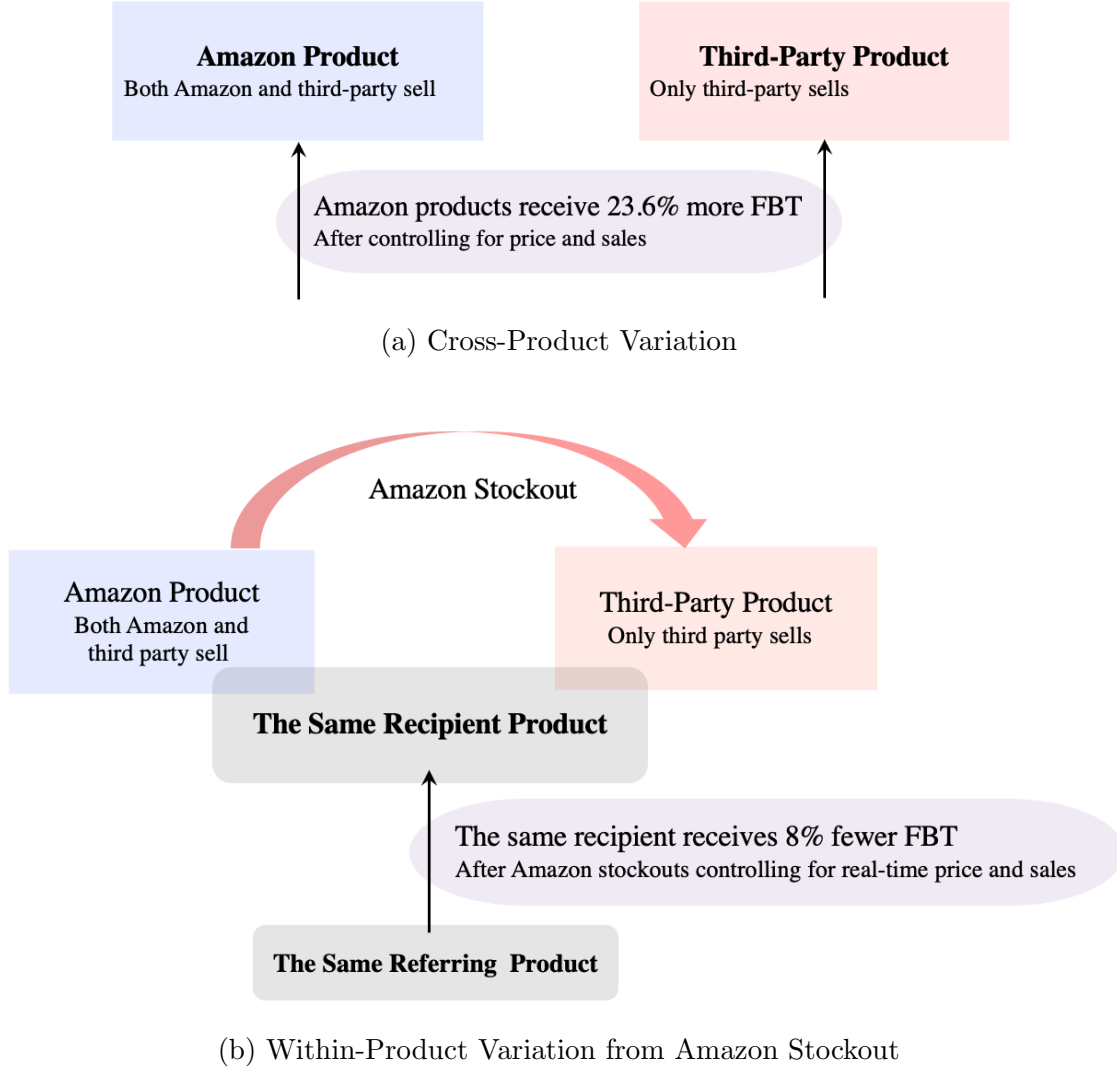 Amazon Product
Both Amazon and third-party sell
Third-Party Product
Only third-party sells
Amazon products receive 23.6% more FBT
After controlling for price and sales
(a) Cross-Product Variation
Amazon Stockout
Amazon Product
Both Amazon and
third party sell
Third-Party Product
Only third party sells
The Same Recipient Product
The same recipient receives 8% fewer FBT
After Amazon stockouts controlling for real-time price and sales
The Same Referring Product
(b) Within-Product Variation from Amazon Stockout